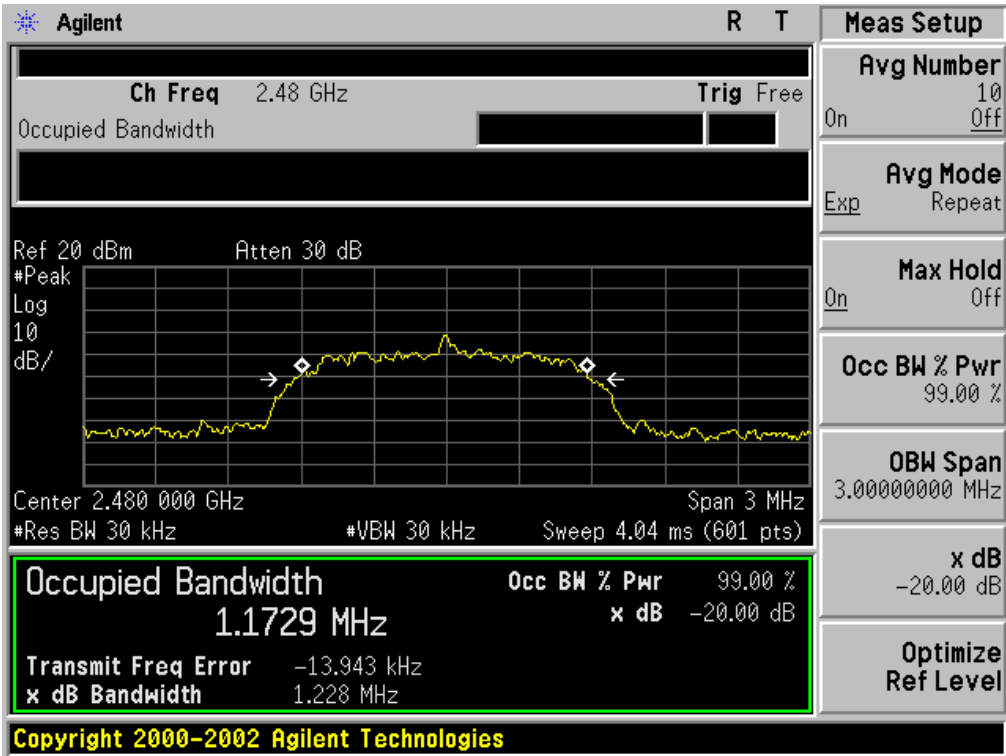 Agilent R T
Ch Freq 2.48 GHz Trig Free
Occupied Bandwidth
Ref 20 dBm Atten 30 dB
#Peak
Log
10
dB/
Center 2.480 000 GHz Span 3 MHz
#Res BW 30 kHz #VBW 30 kHz Sweep 4.04 ms (601 pts)
Occupied Bandwidth Occ BW % Pwr 99.00 %
1.1729 MHz x dB -20.00 dB
Transmit Freq Error -13.943 kHz
x dB Bandwidth 1.228 MHz
Copyright 2000-2002 Agilent Technologies
Meas Setup
Avg Number
10
On Off
Avg Mode
Exp Repeat
Max Hold
On Off
Occ BW % Pwr
99.00 %
OBW Span
3.00000000 MHz
x dB
-20.00 dB
Optimize
Ref Level